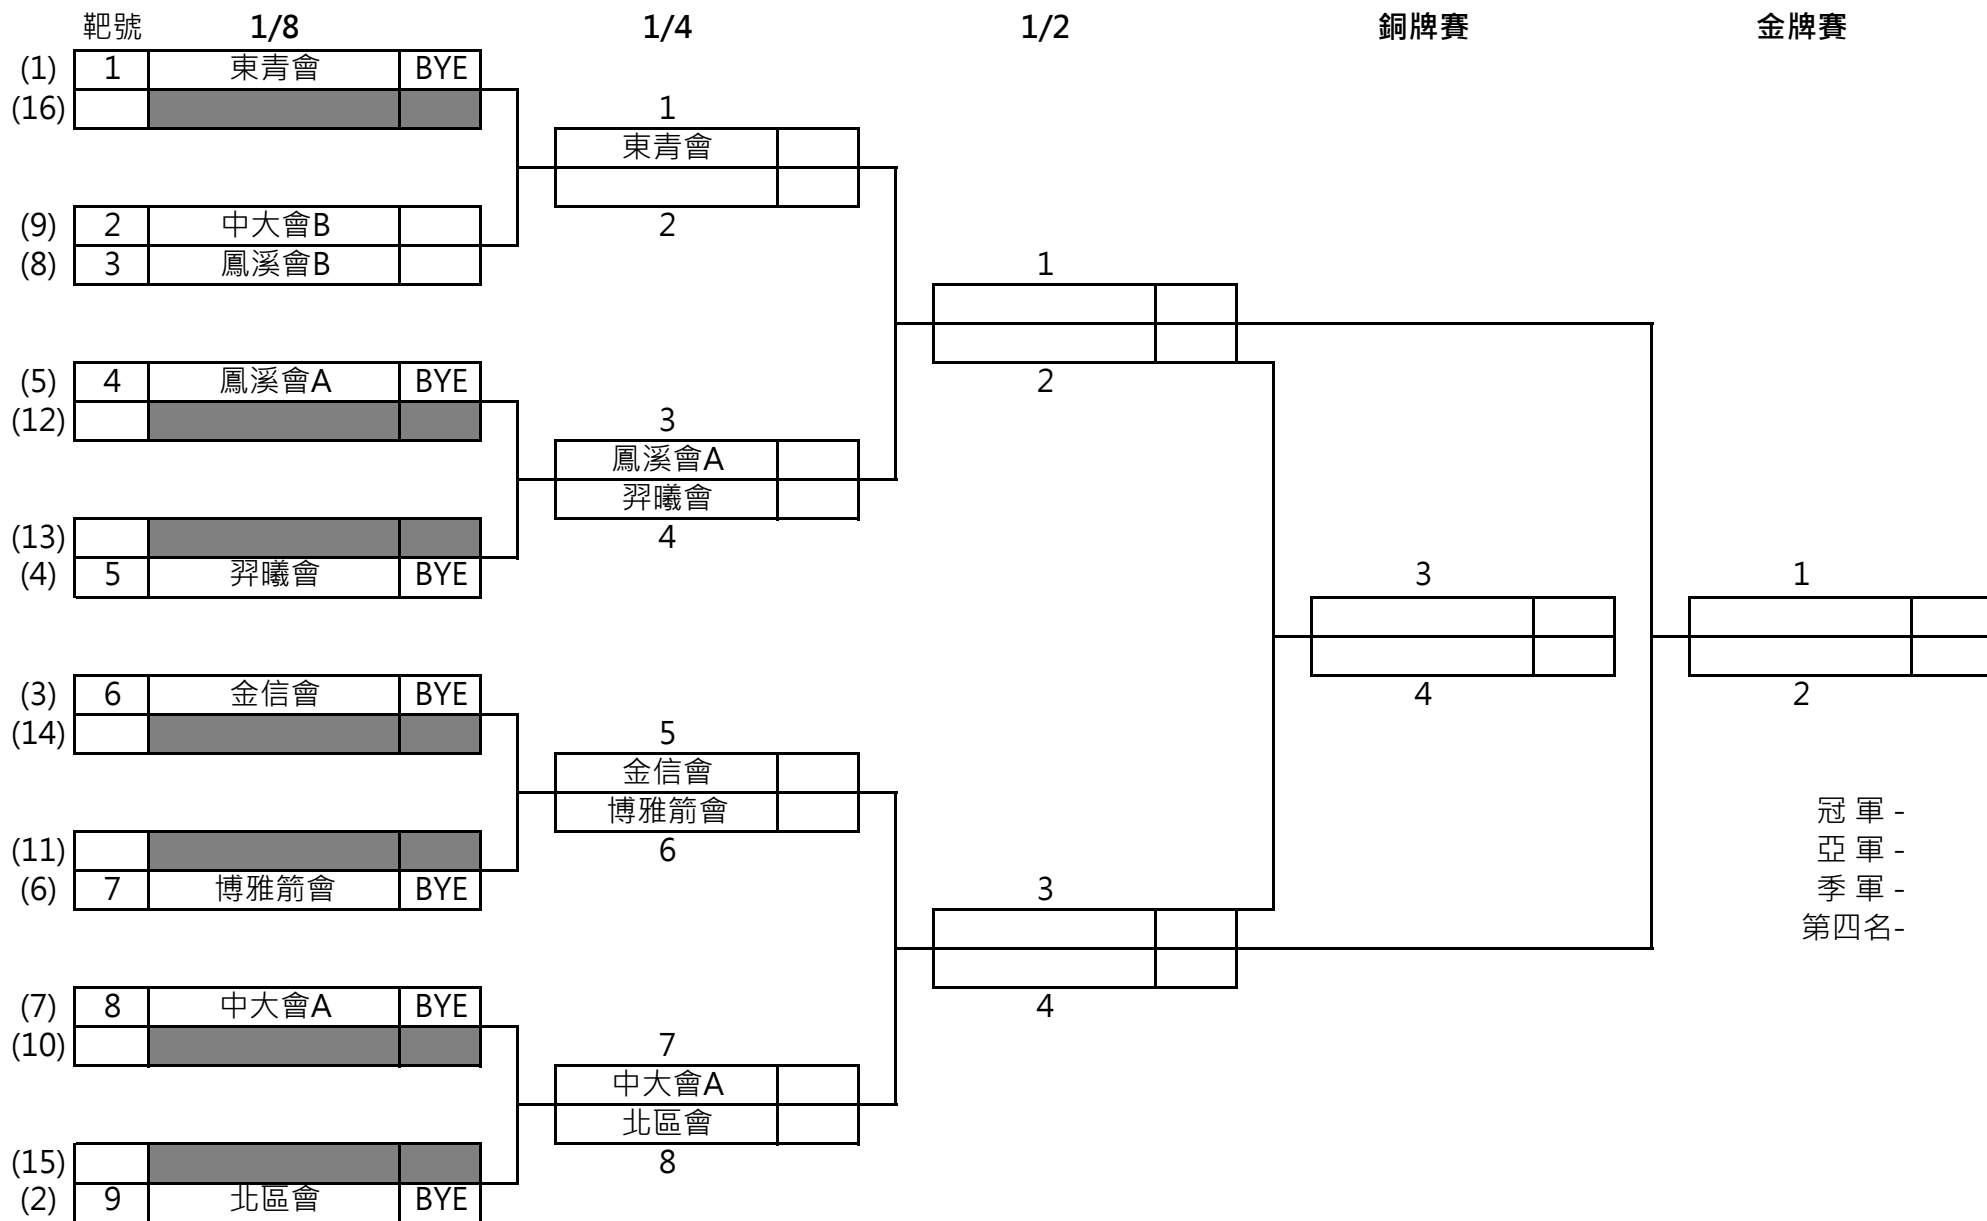 靶號 1/8 1/4 1/2 銅牌賽 金牌賽
(1) 1 東青會 BYE
(16) 1
東青會
(9) 2 中大會B 2
(8) 3 鳳溪會B 1
(5) 4 鳳溪會A BYE 2
(12) 3
鳳溪會A
羿曦會
(13) 4
(4) 5 羿曦會 BYE 3 1
(3) 6 金信會 BYE 4 2
(14) 5
金信會
博雅箭會 冠 軍 -
(11) 6 亞 軍 -
(6) 7 博雅箭會 BYE 3 季 軍 -
第四名-
(7) 8 中大會A BYE 4
(10) 7
中大會A
北區會
(15) 8
(2) 9 北區會 BYE